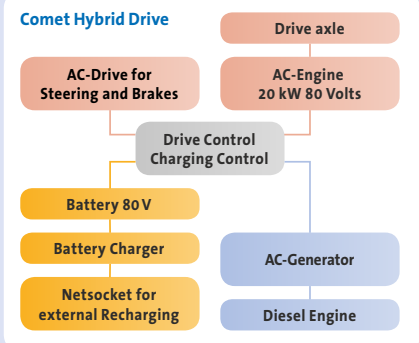 Comet Hybrid Drive
Drive axle
AC-Drive for
Steering and Brakes
AC-Engine
20 kW 80 Volts
Drive Control
Charging Control
Battery 80 V
Battery Charger
Netsocket for
external Recharging
AC-Generator
Diesel Engine